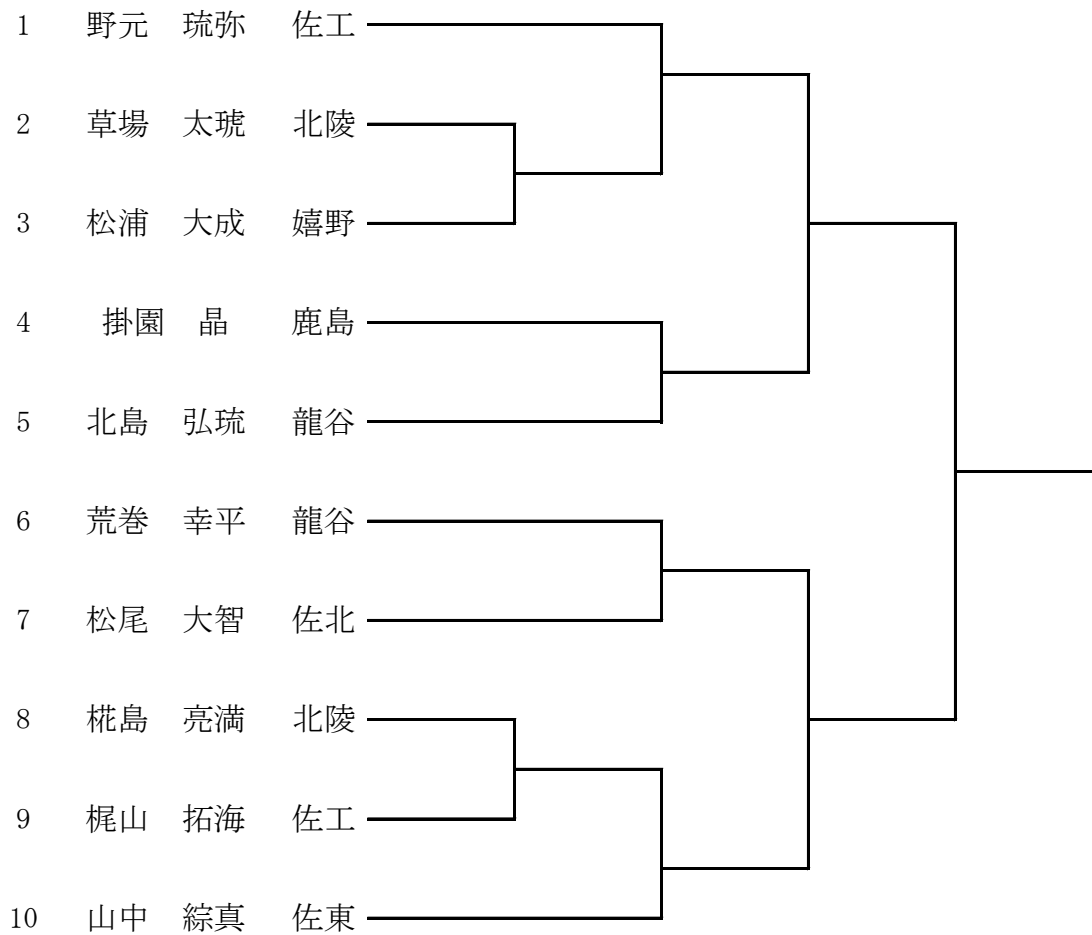 1 野元 琉弥 佐工
2 草場 太琥 北陵
3 松浦 大成 嬉野
4 掛園 晶 鹿島
5 北島 弘琉 龍谷
6 荒巻 幸平 龍谷
7 松尾 大智 佐北
8 椛島 亮満 北陵
9 梶山 拓海 佐工
10 山中 綜真 佐東